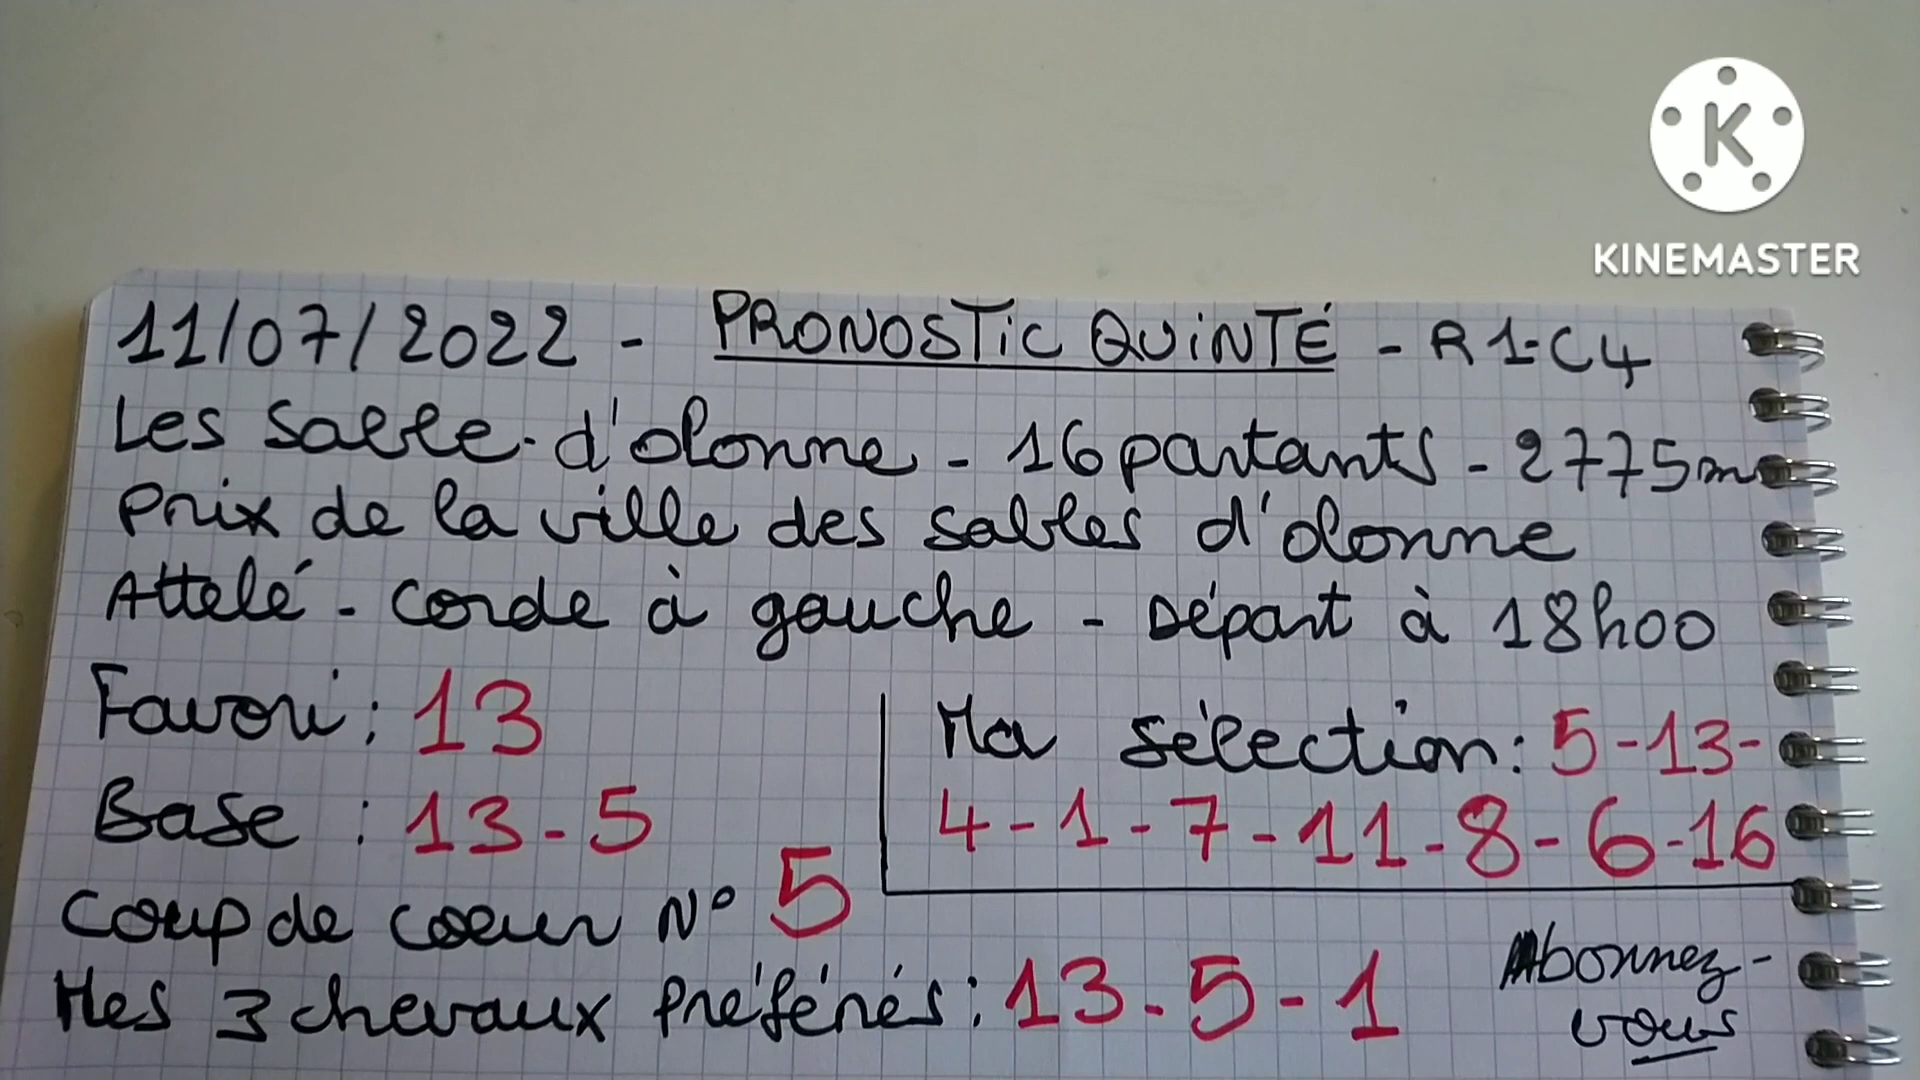 KINEMASTER
11/07/2022 - PRONOSTIC QUINTÉ - R1-C4
Les Sable-d'olonne - 16 partants - 2775m
Prix de la ville des sables d'olonne
Attelé - Corde à gauche - Départ à 18h00
Favori : 13
Base : 13 - 5
Coup de coeur N° 5
Mes 3 chevaux préférés : 13 - 5 - 1
Ma sélection : 5 - 13 -
4 - 1 - 7 - 11 - 8 - 6 - 16
Abonnez-
vous